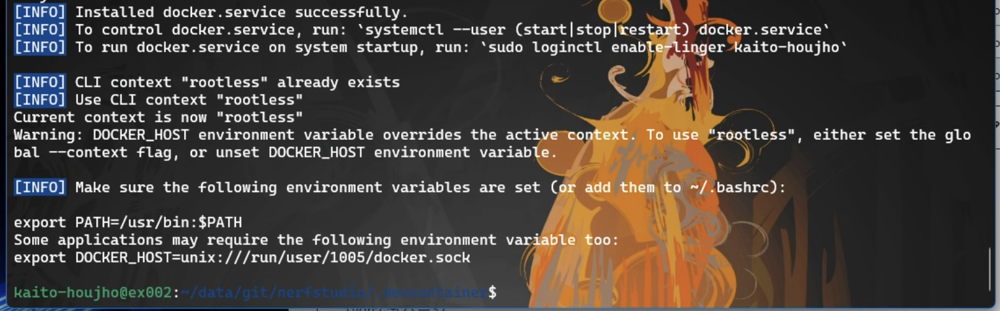 [INFO] Installed docker.service successfully.
[INFO] To control docker.service, run: `systemctl --user (start|stop|restart) docker.service`
[INFO] To run docker.service on system startup, run: `sudo loginctl enable-linger kaito-houjho`
[INFO] CLI context "rootless" already exists
[INFO] Use CLI context "rootless"
Current context is now "rootless"
Warning: DOCKER_HOST environment variable overrides the active context. To use "rootless", either set the glo
bal --context flag, or unset DOCKER_HOST environment variable.
[INFO] Make sure the following environment variables are set (or add them to ~/.bashrc):
export PATH=/usr/bin:$PATH
Some applications may require the following environment variable too:
export DOCKER_HOST=unix:///run/user/1005/docker.sock
kaito-houjho@ex002:~/data/git/nerfstudio/.devcontainer$